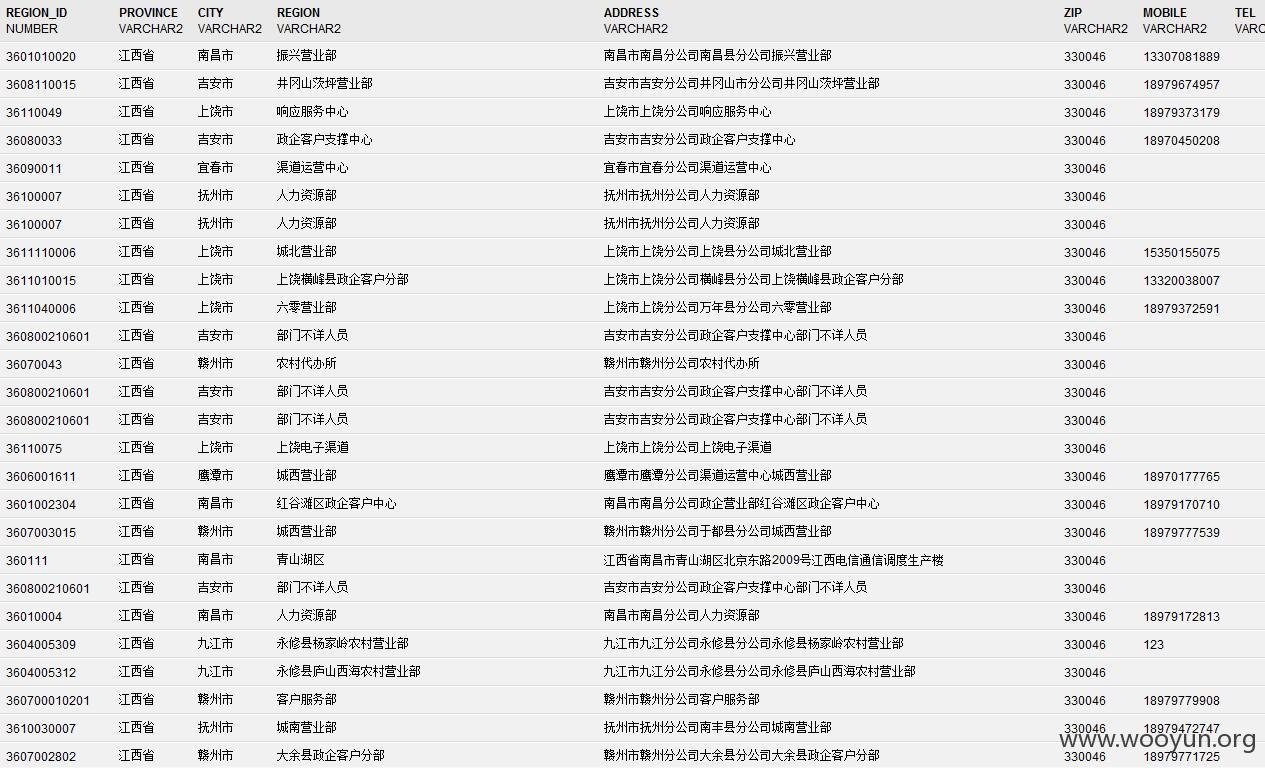 REGION_ID PROVINCE CITY REGION ADDRESS ZIP MOBILE TEL
NUMBER VARCHAR2 VARCHAR2 VARCHAR2 VARCHAR2 VARCHAR2 VARCHAR2 VARC
3601010020 江西省 南昌市 振兴营业部 南昌市南昌分公司南昌县分公司振兴营业部 330046 13307081889
3608110015 江西省 吉安市 井冈山茨坪营业部 吉安市吉安分公司井冈山市分公司井冈山茨坪营业部 330046 18979674957
36110049 江西省 上饶市 响应服务中心 上饶市上饶分公司响应服务中心 330046 18979373179
36080033 江西省 吉安市 政企客户支撑中心 吉安市吉安分公司政企客户支撑中心 330046 18970450208
36090011 江西省 宜春市 渠道运营中心 宜春市宜春分公司渠道运营中心 330046
36100007 江西省 抚州市 人力资源部 抚州市抚州分公司人力资源部 330046
36100007 江西省 抚州市 人力资源部 抚州市抚州分公司人力资源部 330046
3611110006 江西省 上饶市 城北营业部 上饶市上饶分公司上饶县分公司城北营业部 330046 15350155075
3611010015 江西省 上饶市 上饶横峰县政企客户分部 上饶市上饶分公司横峰县分公司上饶横峰县政企客户分部 330046 13320038007
3611040006 江西省 上饶市 六零营业部 上饶市上饶分公司万年县分公司六零营业部 330046 18979372591
360800210601 江西省 吉安市 部门不详人员 吉安市吉安分公司政企客户支撑中心部门不详人员 330046
36070043 江西省 赣州市 农村代办所 赣州市赣州分公司农村代办所 330046
360800210601 江西省 吉安市 部门不详人员 吉安市吉安分公司政企客户支撑中心部门不详人员 330046
360800210601 江西省 吉安市 部门不详人员 吉安市吉安分公司政企客户支撑中心部门不详人员 330046
36110075 江西省 上饶市 上饶电子渠道 上饶市上饶分公司上饶电子渠道 330046
3606001611 江西省 鹰潭市 城西营业部 鹰潭市鹰潭分公司渠道运营中心城西营业部 330046 18970177765
3601002304 江西省 南昌市 红谷滩区政企客户中心 南昌市南昌分公司政企营业部红谷滩区政企客户中心 330046 18979170710
3607003015 江西省 赣州市 城西营业部 赣州市赣州分公司于都县分公司城西营业部 330046 18979777539
360111 江西省 南昌市 青山湖区 江西省南昌市青山湖区北京东路2009号江西电信通信调度生产楼 330046
360800210601 江西省 吉安市 部门不详人员 吉安市吉安分公司政企客户支撑中心部门不详人员 330046
36010004 江西省 南昌市 人力资源部 南昌市南昌分公司人力资源部 330046 18979172813
3604005309 江西省 九江市 永修县杨家岭农村营业部 九江市九江分公司永修县分公司永修县杨家岭农村营业部 330046 123
3604005312 江西省 九江市 永修县庐山西海农村营业部 九江市九江分公司永修县分公司永修县庐山西海农村营业部 330046
360700010201 江西省 赣州市 客户服务部 赣州市赣州分公司客户服务部 330046 18979779908
3610030007 江西省 抚州市 城南营业部 抚州市抚州分公司南丰县分公司城南营业部 330046 18979472747
3607002802 江西省 赣州市 大余县政企客户分部 赣州市赣州分公司大余县分公司大余县政企客户分部 330046 18979771725
www.wooyun.org